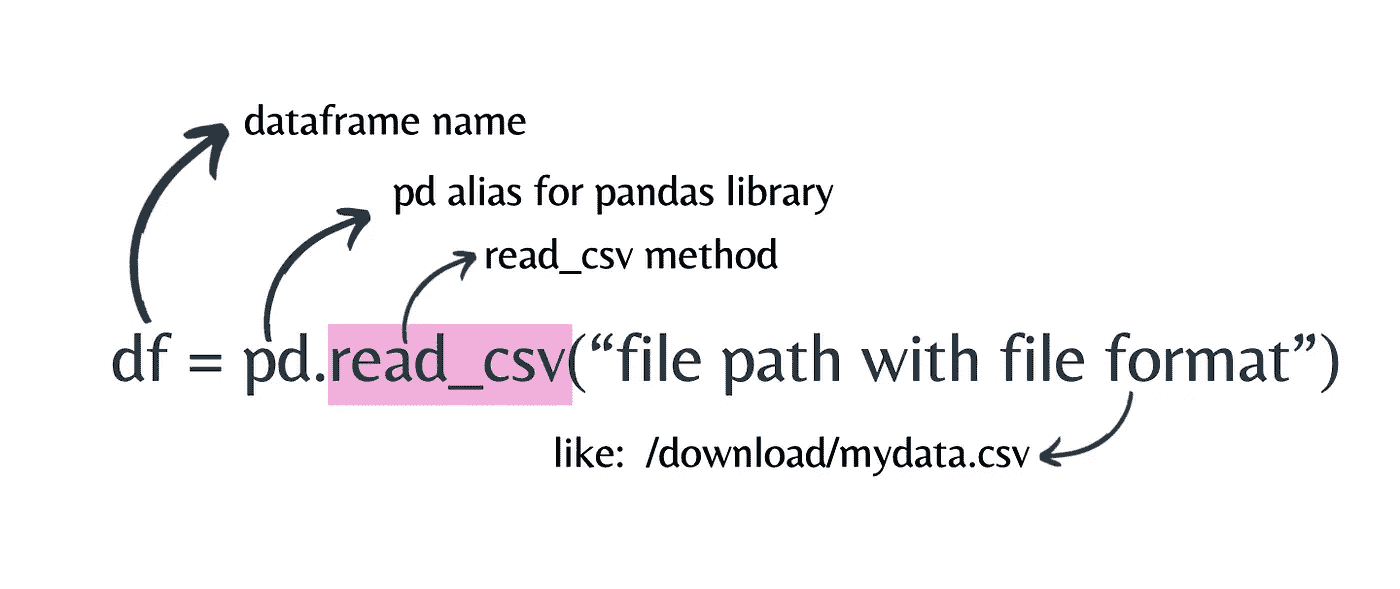 dataframe name
pd alias for pandas library
read_csv method
df = pd.read_csv(“file path with file format”)
like: /download/mydata.csv